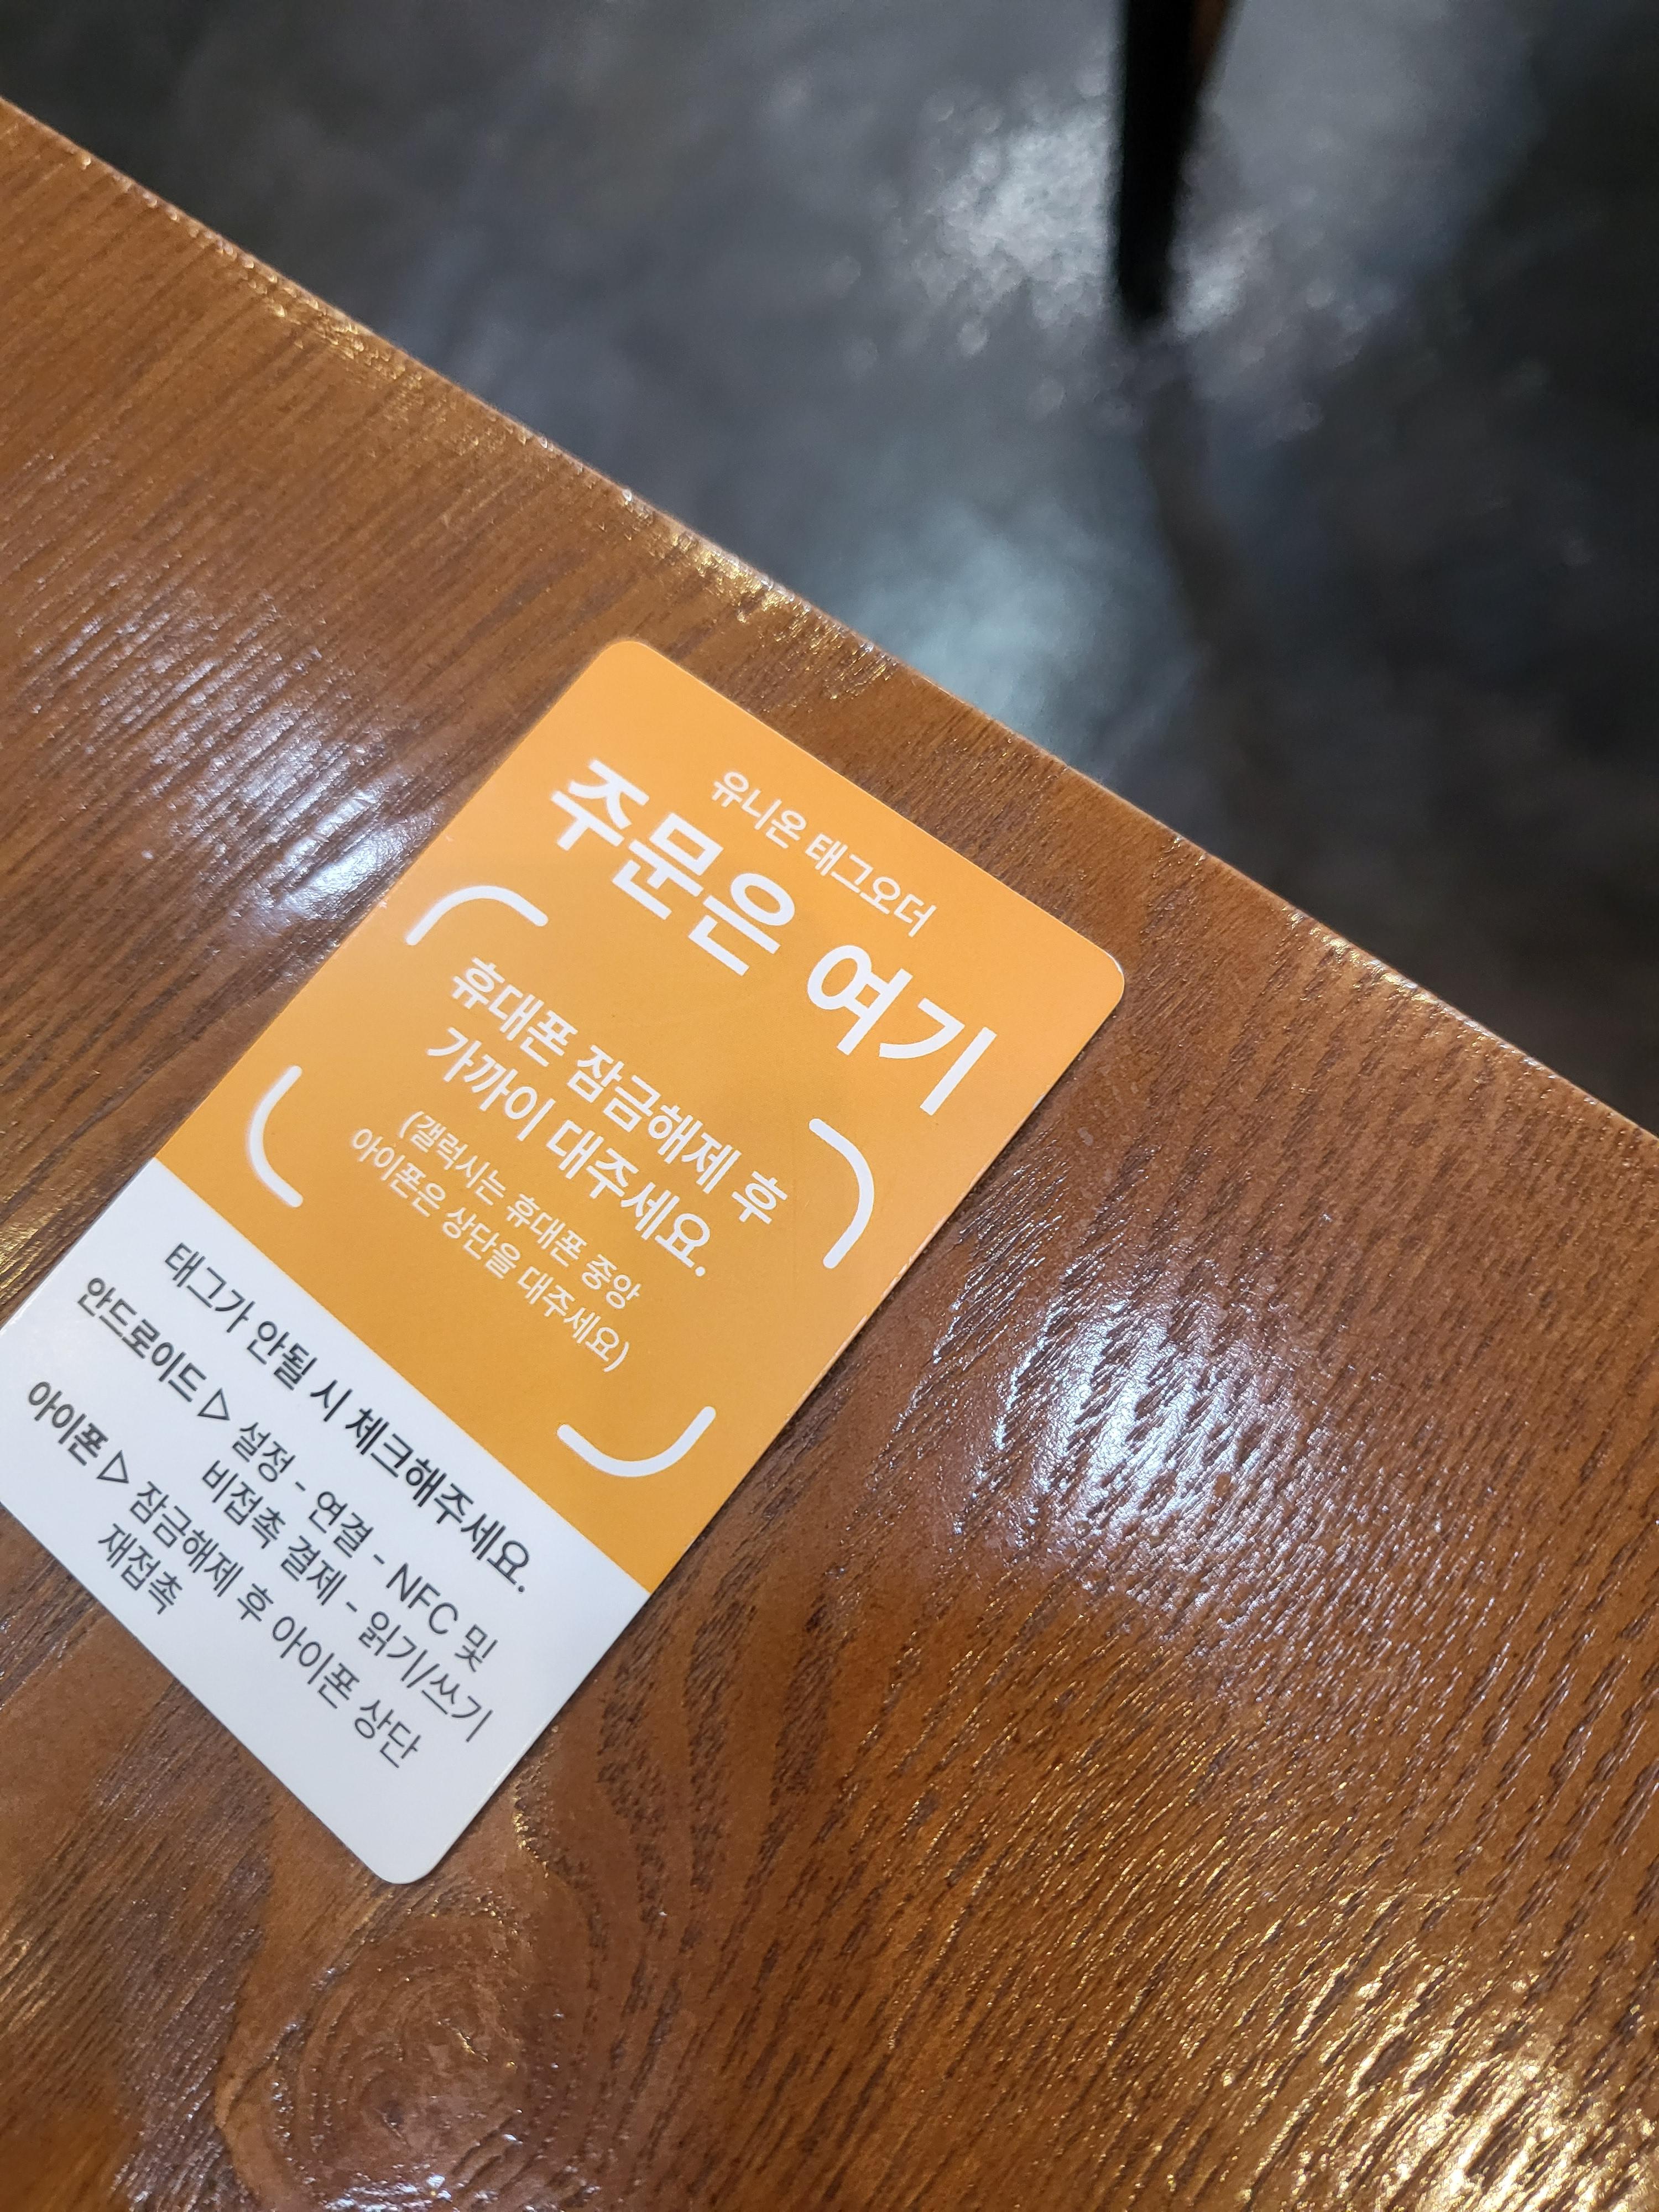 유니온 태그오더
주문은 여기
휴대폰 잠금해제 후
가까이 대주세요.
(갤럭시는 휴대폰 중앙
아이폰은 상단을 대주세요)
태그가 안될 시 체크해주세요.
안드로이드 ▷ 설정 - 연결 - NFC 및
비접촉 결제 - 읽기/쓰기
아이폰 ▷ 잠금해제 후 아이폰 상단
재접촉